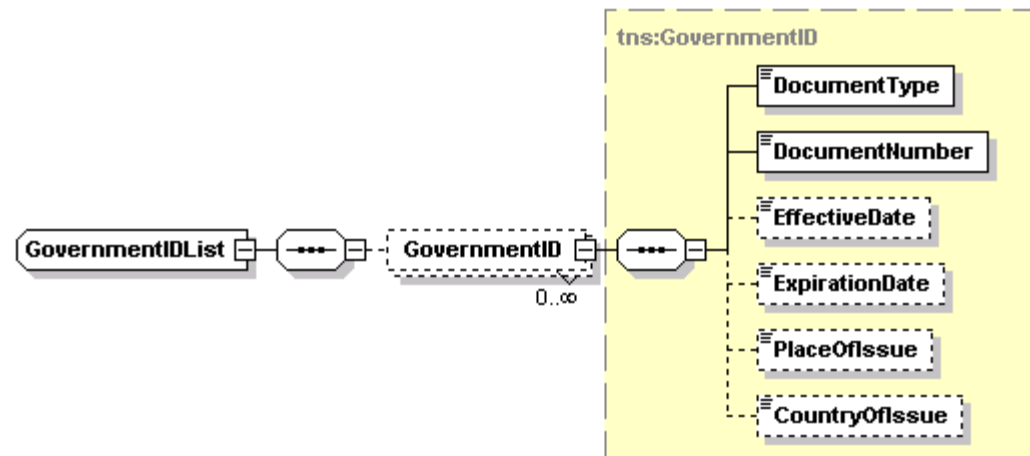 tns:GovernmentID
DocumentType
DocumentNumber
EffectiveDate
GovernmentIDList
GovernmentID
0..∞
ExpirationDate
PlaceOfIssue
CountryOfIssue